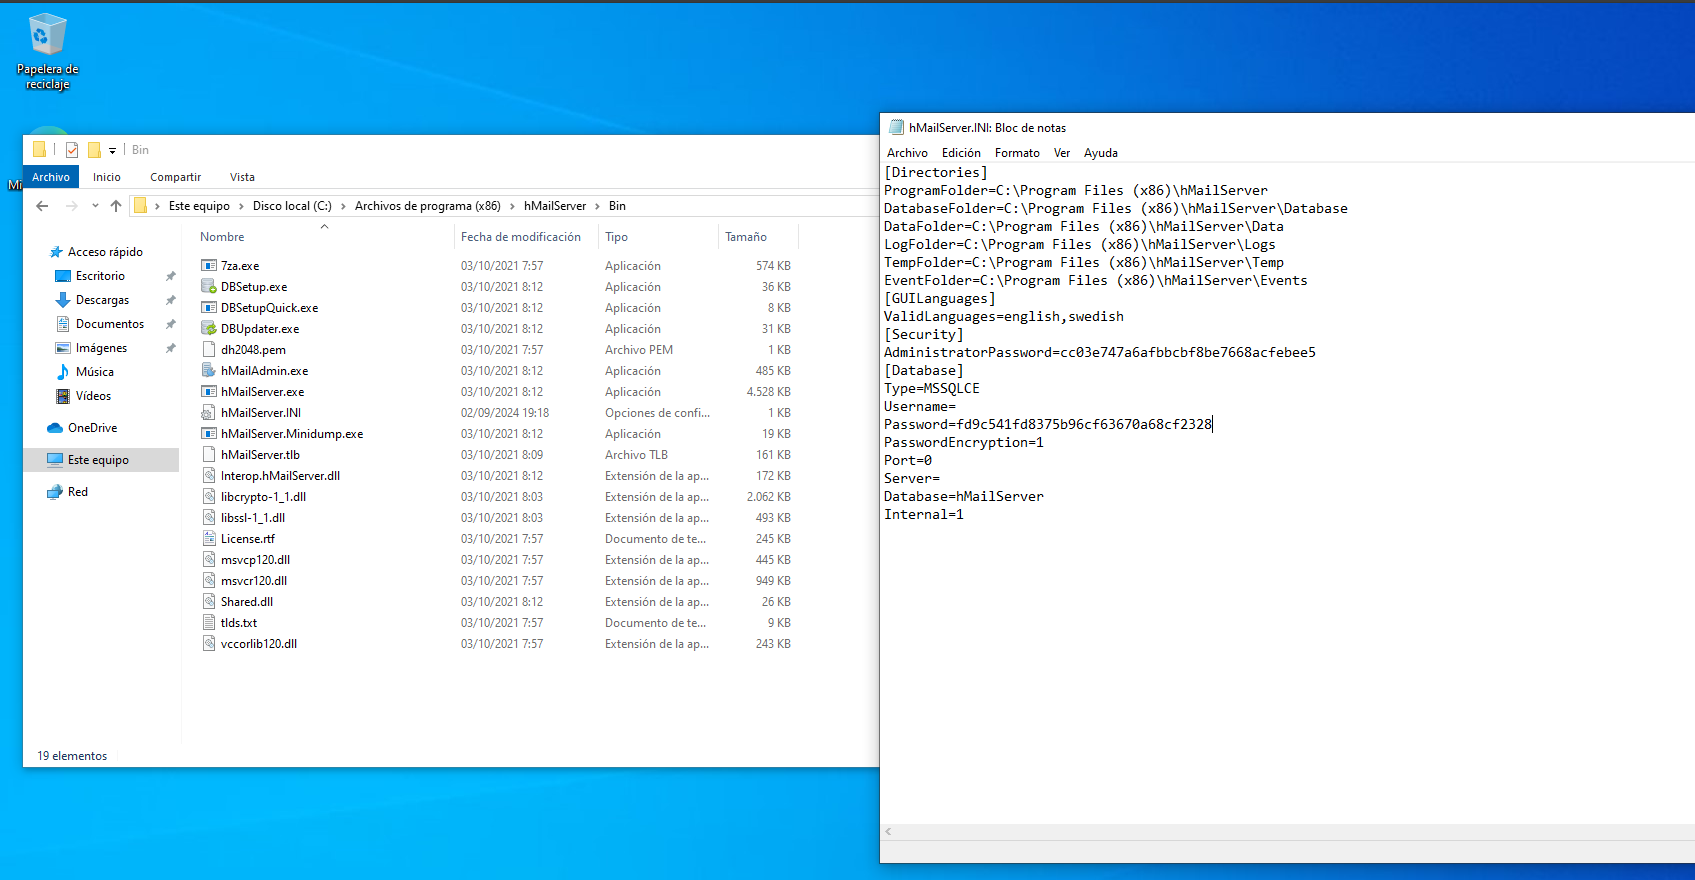 Papelera de
reciclaje
Mi
Bin
Archivo Inicio Compartir Vista
Este equipo Disco local (C:) Archivos de programa (x86) hMailServer Bin
Acceso rápido
Escritorio
Descargas
Documentos
Imágenes
Música
Vídeos
OneDrive
Este equipo
Red
Nombre Fecha de modificación Tipo Tamaño
7za.exe 03/10/2021 7:57 Aplicación 574 KB
DBSetup.exe 03/10/2021 8:12 Aplicación 36 KB
DBSetupQuick.exe 03/10/2021 8:12 Aplicación 8 KB
DBUpdater.exe 03/10/2021 8:12 Aplicación 31 KB
dh2048.pem 03/10/2021 7:57 Archivo PEM 1 KB
hMailAdmin.exe 03/10/2021 8:12 Aplicación 485 KB
hMailServer.exe 03/10/2021 8:12 Aplicación 4.528 KB
hMailServer.INI 02/09/2024 19:18 Opciones de confi... 1 KB
hMailServer.Minidump.exe 03/10/2021 8:12 Aplicación 19 KB
hMailServer.tlb 03/10/2021 8:09 Archivo TLB 161 KB
Interop.hMailServer.dll 03/10/2021 8:12 Extensión de la ap... 172 KB
libcrypto-1_1.dll 03/10/2021 8:03 Extensión de la ap... 2.062 KB
libssl-1_1.dll 03/10/2021 8:03 Extensión de la ap... 493 KB
License.rtf 03/10/2021 7:57 Documento de te... 245 KB
msvcp120.dll 03/10/2021 7:57 Extensión de la ap... 445 KB
msvcr120.dll 03/10/2021 7:57 Extensión de la ap... 949 KB
Shared.dll 03/10/2021 8:12 Extensión de la ap... 26 KB
tlds.txt 03/10/2021 7:57 Documento de te... 9 KB
vccorlib120.dll 03/10/2021 7:57 Extensión de la ap... 243 KB
19 elementos
hMailServer.INI: Bloc de notas
Archivo Edición Formato Ver Ayuda
[Directories]
ProgramFolder=C:\Program Files (x86)\hMailServer
DatabaseFolder=C:\Program Files (x86)\hMailServer\Database
DataFolder=C:\Program Files (x86)\hMailServer\Data
LogFolder=C:\Program Files (x86)\hMailServer\Logs
TempFolder=C:\Program Files (x86)\hMailServer\Temp
EventFolder=C:\Program Files (x86)\hMailServer\Events
[GUILanguages]
ValidLanguages=english,swedish
[Security]
AdministratorPassword=cc03e747a6afbbcbf8be7668acfebee5
[Database]
Type=MSSQLCE
Username=
Password=fd9c541fd8375b96cf63670a68cf2328
PasswordEncryption=1
Port=0
Server=
Database=hMailServer
Internal=1